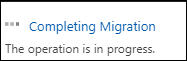 Completing Migration
The operation is in progress.